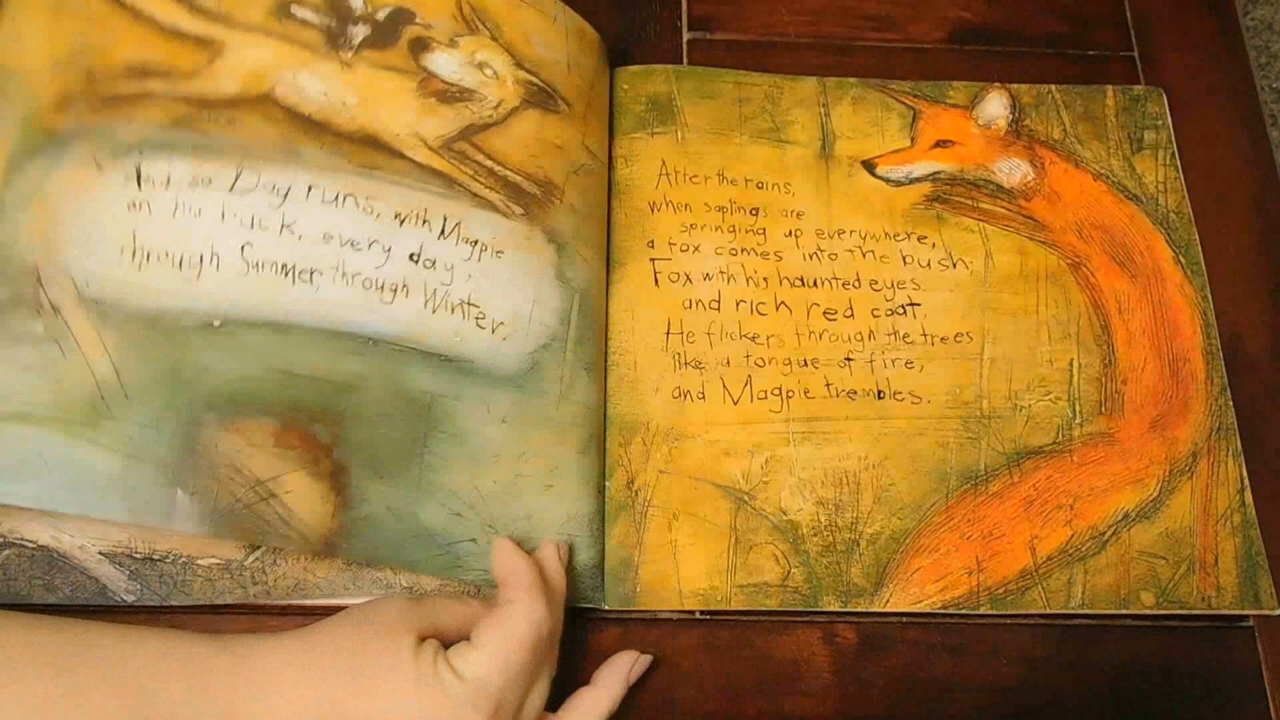 And so Dog runs, with Magpie
on his back, every day,
through Summer, through Winter.
After the rains,
when saplings are
springing up everywhere,
a fox comes into the bush;
Fox with his haunted eyes
and rich red coat.
He flickers through the trees
like a tongue of fire,
and Magpie trembles.